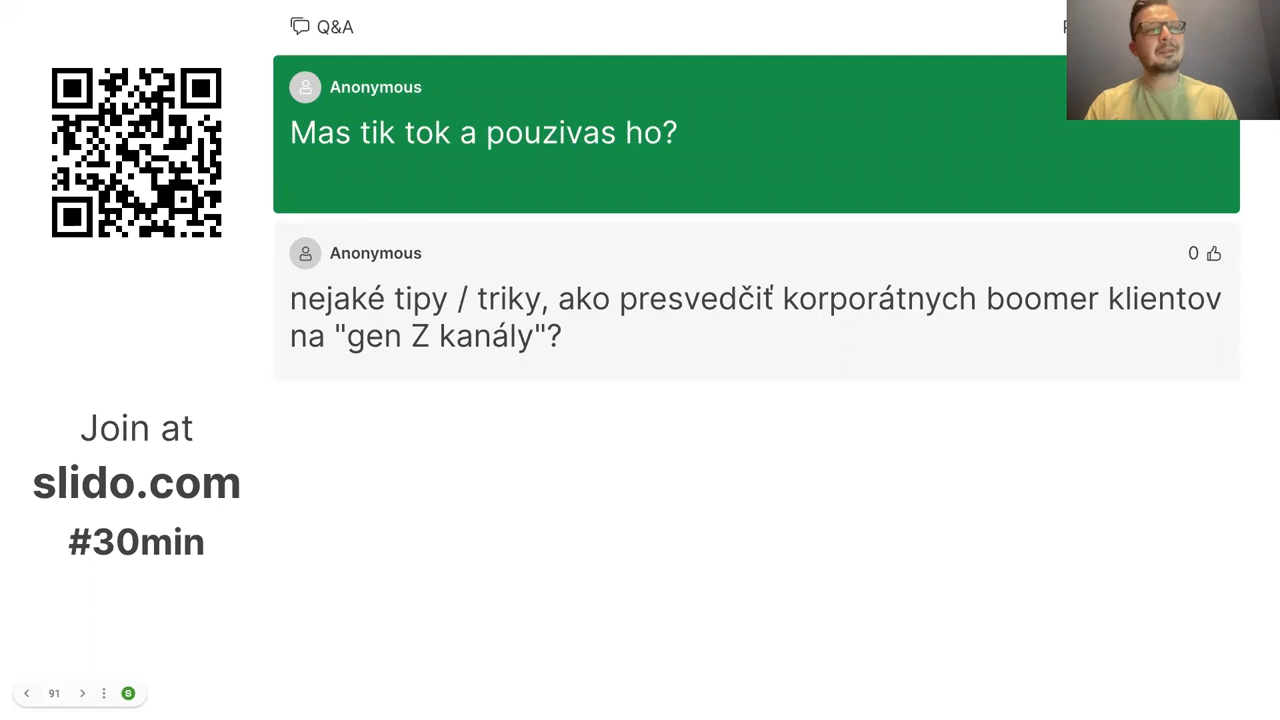 Q&A
Anonymous
Mas tik tok a pouzivas ho?
Anonymous
0
nejaké tipy / triky, ako presvedčiť korporátnych boomer klientov
na "gen Z kanály"?
Join at
slido.com
#30min
91
S